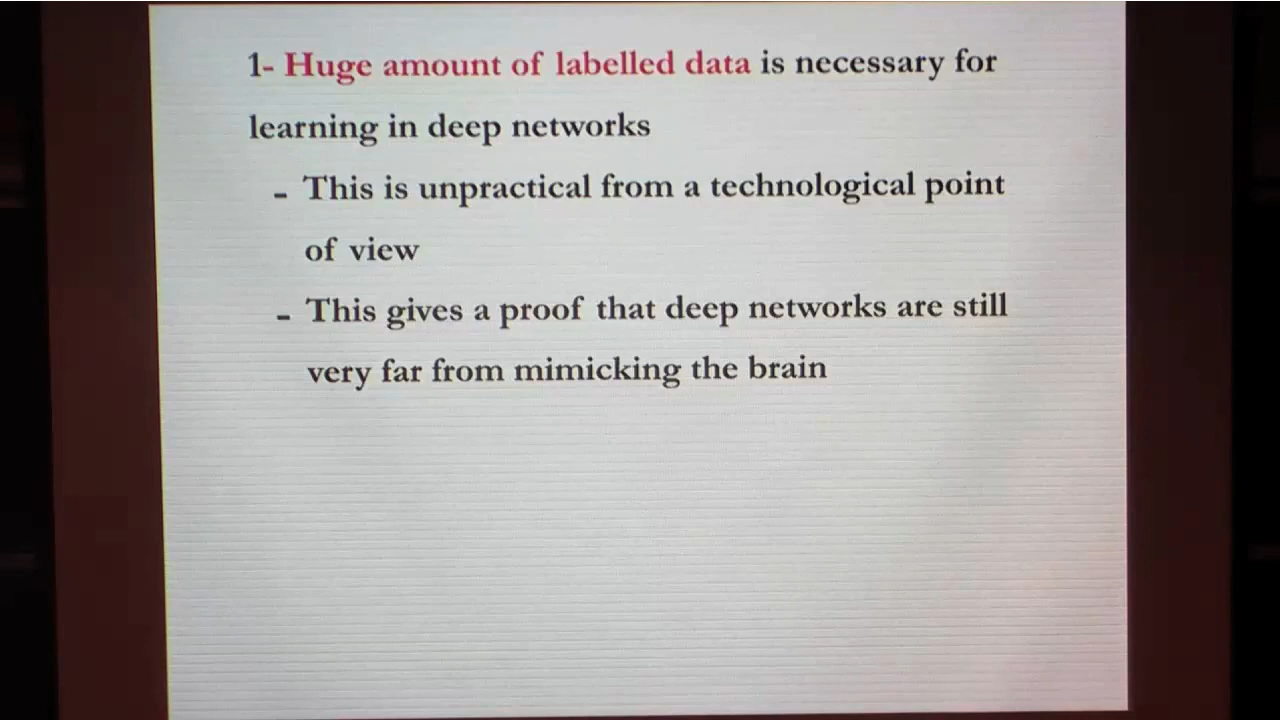 1- Huge amount of labelled data is necessary for
learning in deep networks
- This is unpractical from a technological point
of view
- This gives a proof that deep networks are still
very far from mimicking the brain